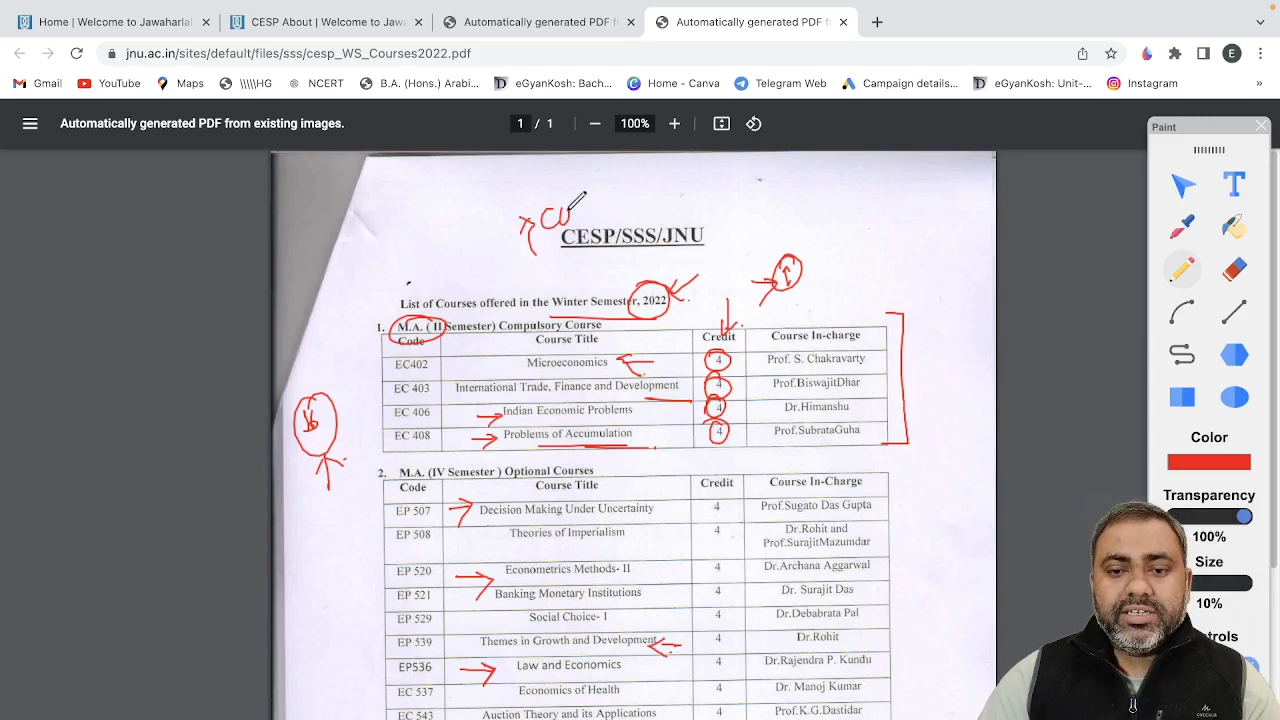 Home | Welcome to Jawaharlal
CESP About | Welcome to Jawa
Automatically generated PDF fr
Automatically generated PDF fr
jnu.ac.in/sites/default/files/sss/cesp_WS_Courses2022.pdf
E
Gmail YouTube Maps \\\\\HG NCERT B.A. (Hons.) Arabi... eGyanKosh: Bach... Home - Canva Telegram Web Campaign details... eGyanKosh: Unit-... Instagram »
Automatically generated PDF from existing images.
1 / 1
100%
CESP/SSS/JNU
List of Courses offered in the Winter Semester, 2022
1. M.A. ( II Semester) Compulsory Course
Code Course Title Credit Course In-charge
EC402 Microeconomics 4 Prof. S. Chakravarty
EC 403 International Trade, Finance and Development 4 Prof.BiswajitDhar
EC 406 Indian Economic Problems 4 Dr.Himanshu
EC 408 Problems of Accumulation 4 Prof.SubrataGuha
2. M.A. (IV Semester ) Optional Courses
Code Course Title Credit Course In-Charge
EP 507 Decision Making Under Uncertainty 4 Prof.Sugato Das Gupta
EP 508 Theories of Imperialism 4 Dr.Rohit and
Prof.SurajitMazumdar
EP 520 Econometrics Methods- II 4 Dr.Archana Aggarwal
EP 521 Banking Monetary Institutions 4 Dr. Surajit Das
EP 529 Social Choice- I 4 Dr.Debabrata Pal
EP 539 Themes in Growth and Development 4 Dr.Rohit
EP536 Law and Economics 4 Dr.Rajendra P. Kundu
EC 537 Economics of Health 4 Dr. Manoj Kumar
EC 543 Auction Theory and its Applications 4 Prof.K.G.Dastidar
Paint
T
Color
Transparency
100%
Size
10%